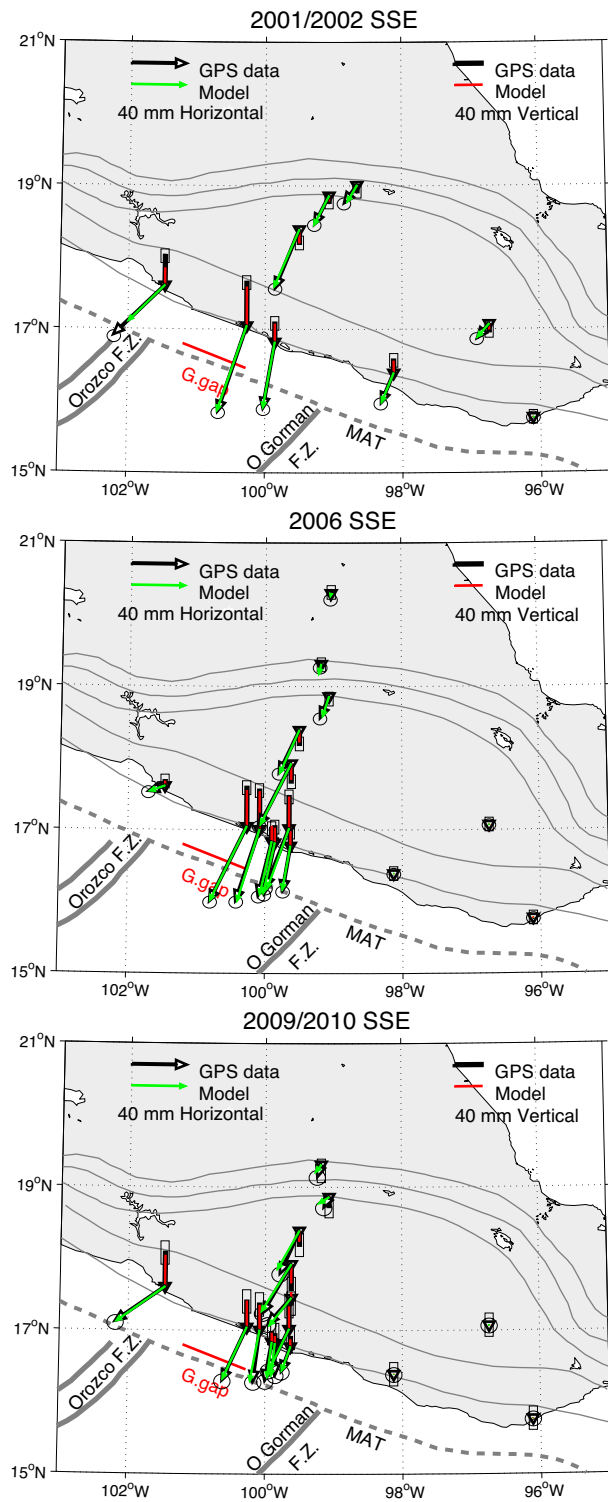 2001/2002 SSE
21°N
GPS data
GPS data
Model
Model
40 mm Horizontal
40 mm Vertical
19°N
17°N
Orozco F.Z.
G.gap
O Gorman
F.Z.
MAT
15°N
102°W
100°W
98°W
96°W
2006 SSE
21°N
GPS data
GPS data
Model
Model
40 mm Horizontal
40 mm Vertical
19°N
17°N
Orozco F.Z.
G.gap
O Gorman
F.Z.
MAT
15°N
102°W
100°W
98°W
96°W
2009/2010 SSE
21°N
GPS data
GPS data
Model
Model
40 mm Horizontal
40 mm Vertical
19°N
17°N
Orozco F.Z.
G.gap
O Gorman
F.Z.
MAT
15°N
102°W
100°W
98°W
96°W